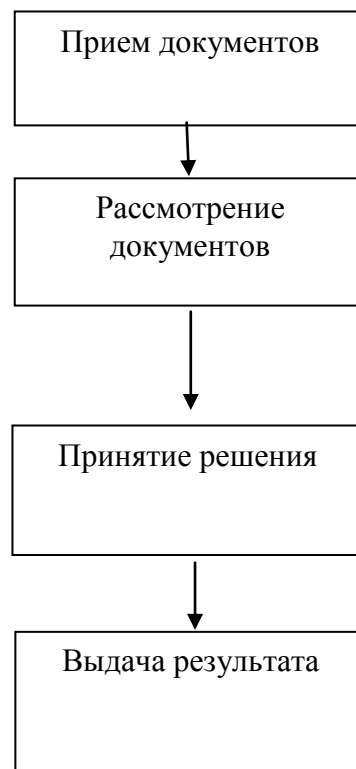 Прием документов
Рассмотрение
документов
Принятие решения
Выдача результата